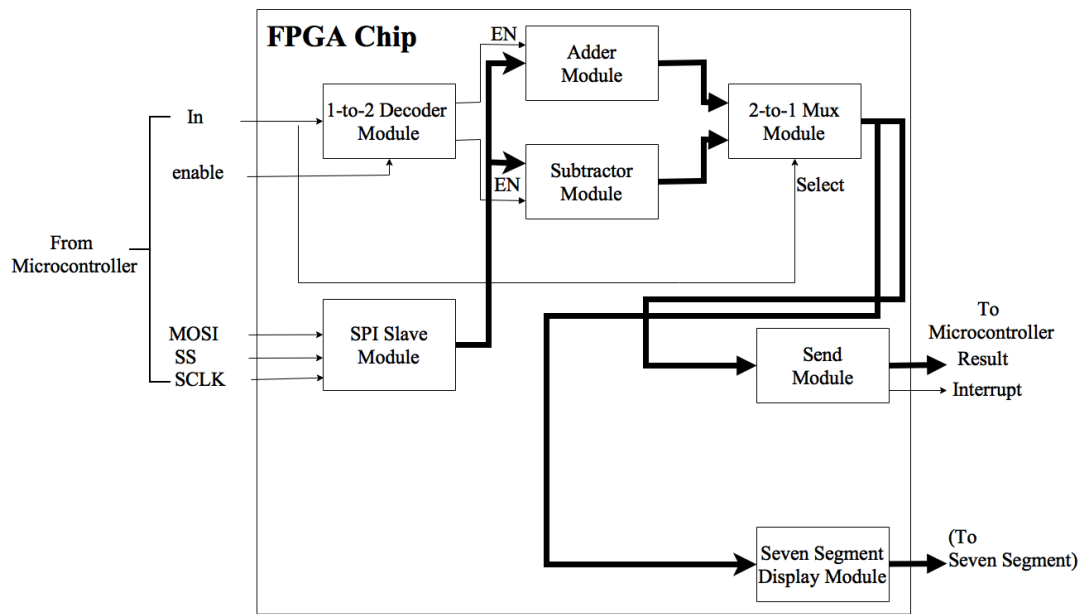 FPGA Chip
EN
Adder
Module
In
1-to-2 Decoder
Module
2-to-1 Mux
Module
enable
EN
Subtractor
Module
Select
From
Microcontroller
MOSI
SS
SCLK
SPI Slave
Module
To
Microcontroller
Send
Module
Result
Interrupt
Seven Segment
Display Module
(To
Seven Segment)